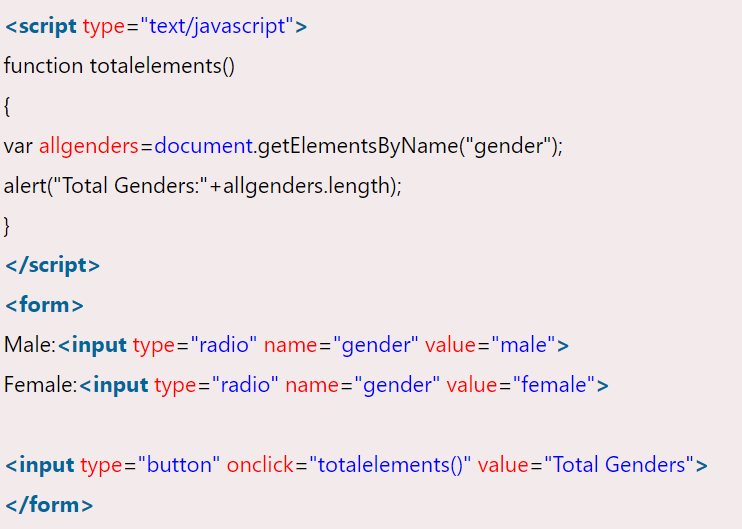 <script type="text/javascript">
function totalelements()
{
var allgenders=document.getElementsByName("gender");
alert("Total Genders:"+allgenders.length);
}
</script>
<form>
Male:<input type="radio" name="gender" value="male">
Female:<input type="radio" name="gender" value="female">
<input type="button" onclick="totalelements()" value="Total Genders">
</form>